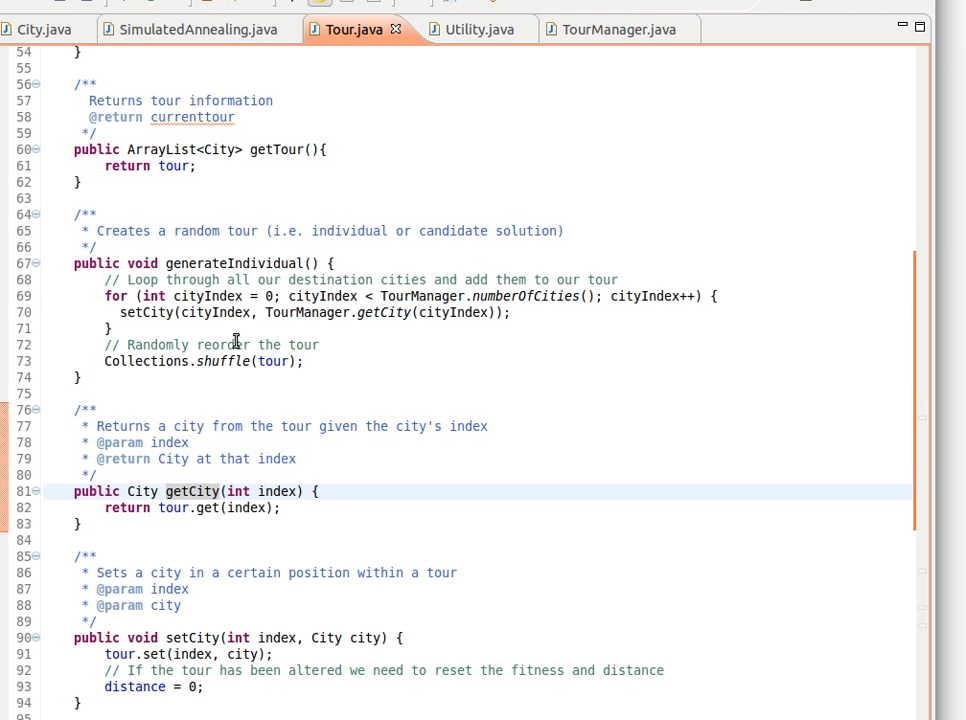 City.java SimulatedAnnealing.java Tour.java Utility.java TourManager.java
54 }
55
56 /**
57 Returns tour information
58 @return currenttour
59 */
60 public ArrayList<City> getTour(){
61 return tour;
62 }
63
64 /**
65 * Creates a random tour (i.e. individual or candidate solution)
66 */
67 public void generateIndividual() {
68 // Loop through all our destination cities and add them to our tour
69 for (int cityIndex = 0; cityIndex < TourManager.numberOfCities(); cityIndex++) {
70 setCity(cityIndex, TourManager.getCity(cityIndex));
71 }
72 // Randomly reorder the tour
73 Collections.shuffle(tour);
74 }
75
76 /**
77 * Returns a city from the tour given the city's index
78 * @param index
79 * @return City at that index
80 */
81 public City getCity(int index) {
82 return tour.get(index);
83 }
84
85 /**
86 * Sets a city in a certain position within a tour
87 * @param index
88 * @param city
89 */
90 public void setCity(int index, City city) {
91 tour.set(index, city);
92 // If the tour has been altered we need to reset the fitness and distance
93 distance = 0;
94 }
95